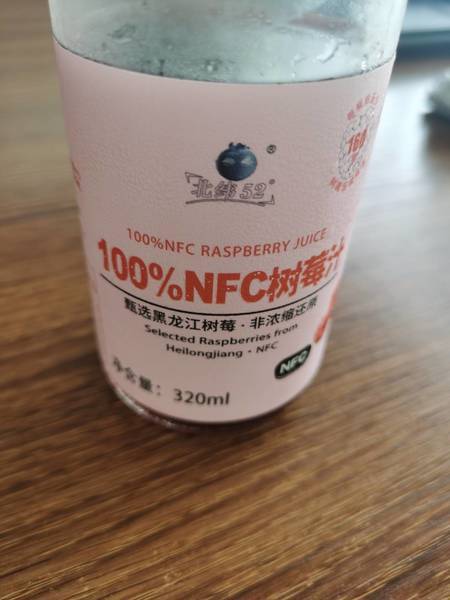 北纬52°
®
100%NFC RASPBERRY JUICE
100%NFC树莓汁
甄选黑龙江树莓·非浓缩还原
Selected Raspberries from
Heilongjiang · NFC
NFC
净含量：320ml